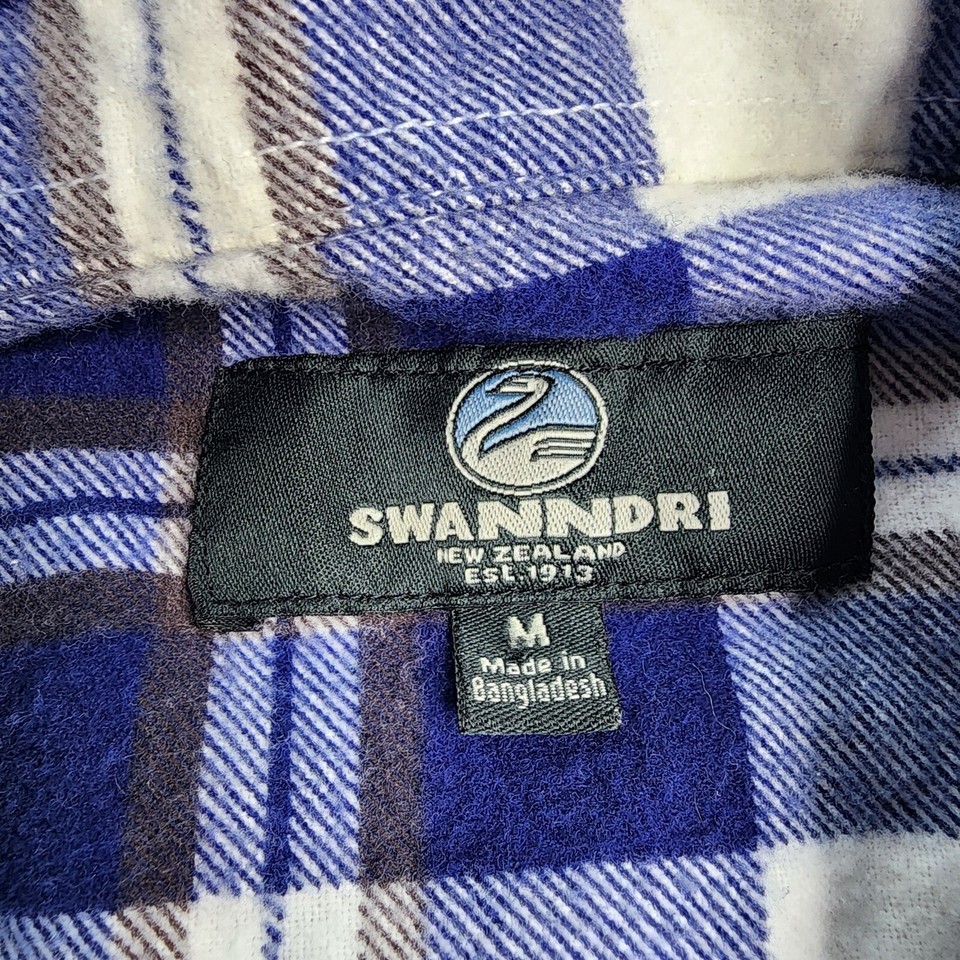 SWANNDRI
NEW ZEALAND
EST. 1913
M
Made in
Bangladesh